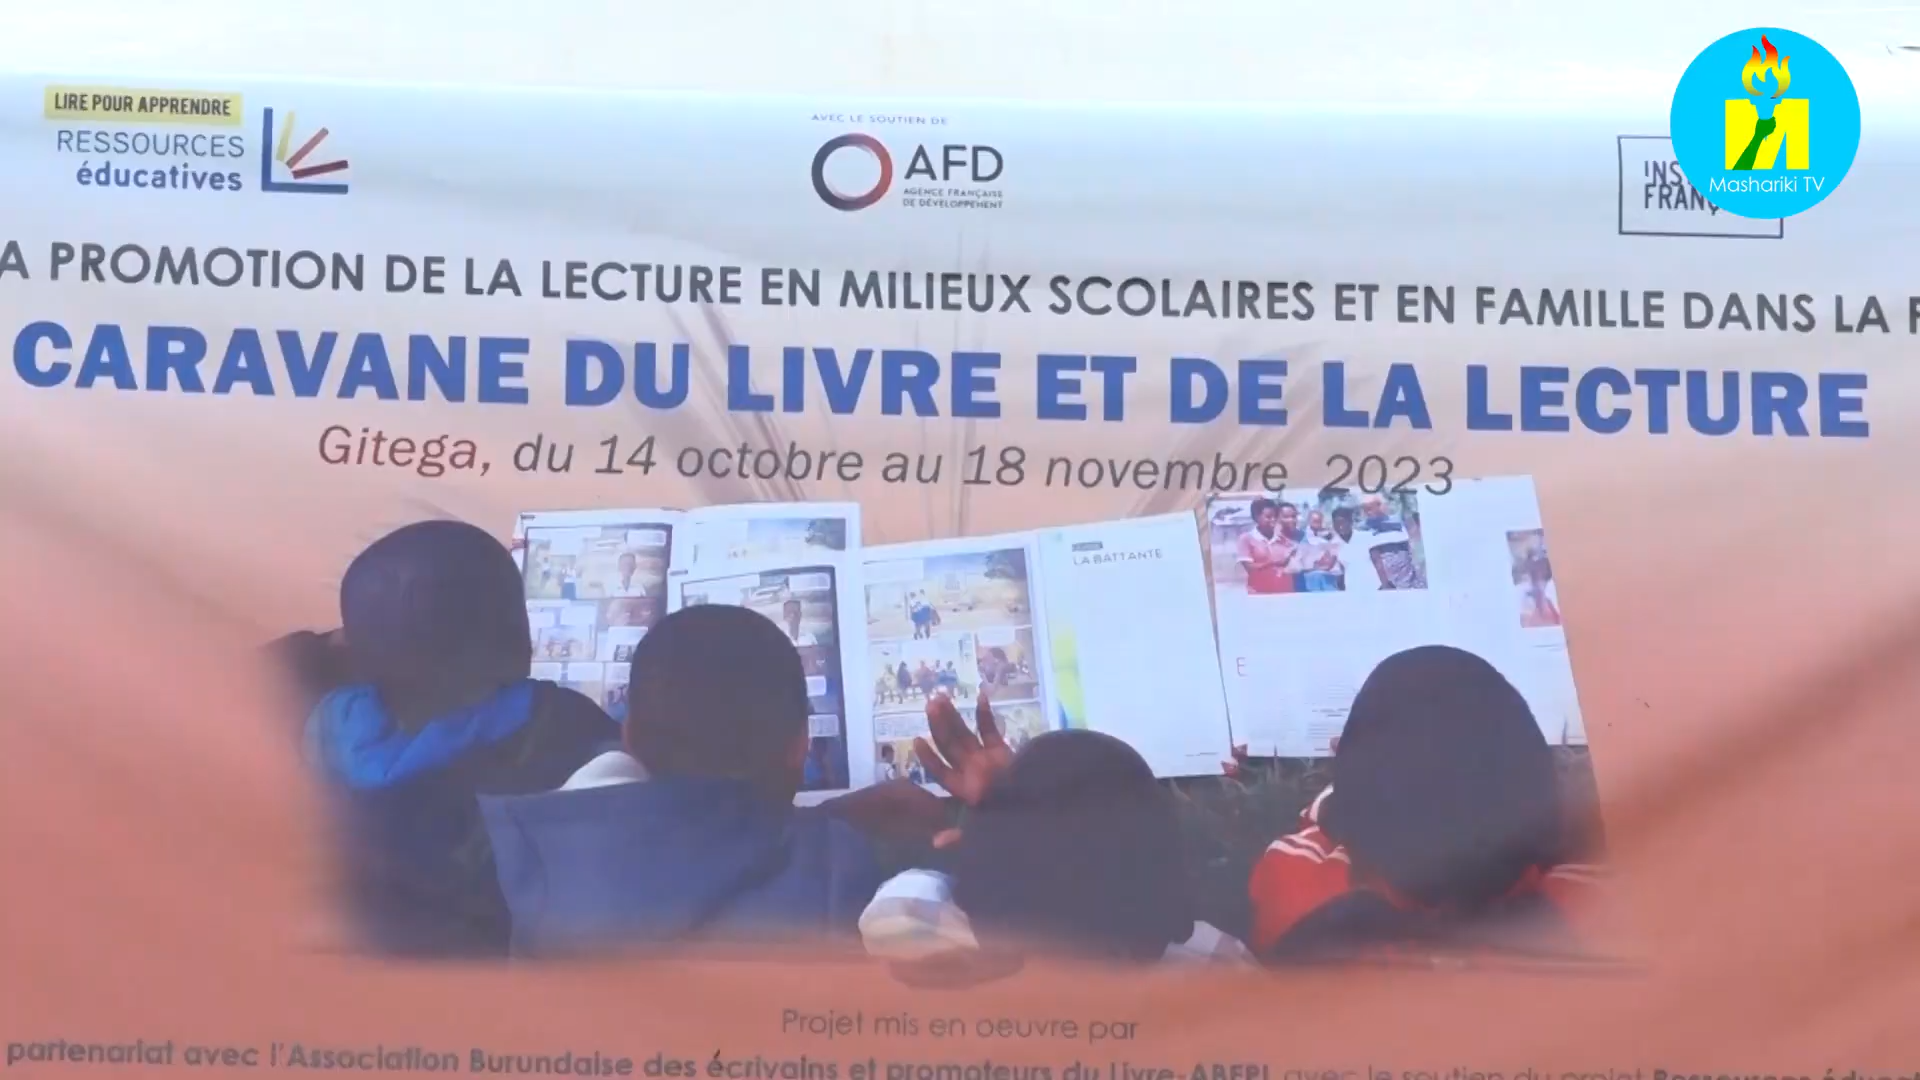 LIRE POUR APPRENDRE
RESSOURCES
éducatives
AVEC LE SOUTIEN DE
AFD
AGENCE FRANÇAISE
DE DÉVELOPPEMENT
INS
FRANÇ
Mashariki TV
A PROMOTION DE LA LECTURE EN MILIEUX SCOLAIRES ET EN FAMILLE DANS LA
CARAVANE DU LIVRE ET DE LA LECTURE
Gitega, du 14 octobre au 18 novembre 2023
LA BATTANTE
Projet mis en oeuvre par
partenariat avec l'Association Burundaise des écrivains et promoteurs du Livre-ABEPL avec le soutien du projet Ressources